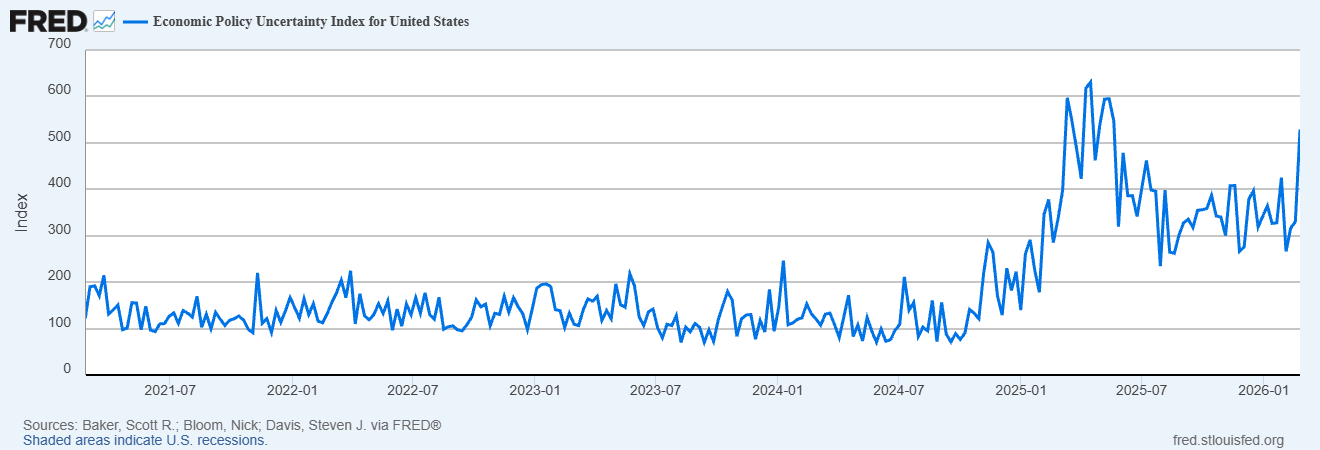 FRED® Economic Policy Uncertainty Index for United States
700
600
500
400
300
200
100
0
Index
2021-07 2022-01 2022-07 2023-01 2023-07 2024-01 2024-07 2025-01 2025-07 2026-01
Sources: Baker, Scott R.; Bloom, Nick; Davis, Steven J. via FRED®
Shaded areas indicate U.S. recessions.
fred.stlouisfed.org